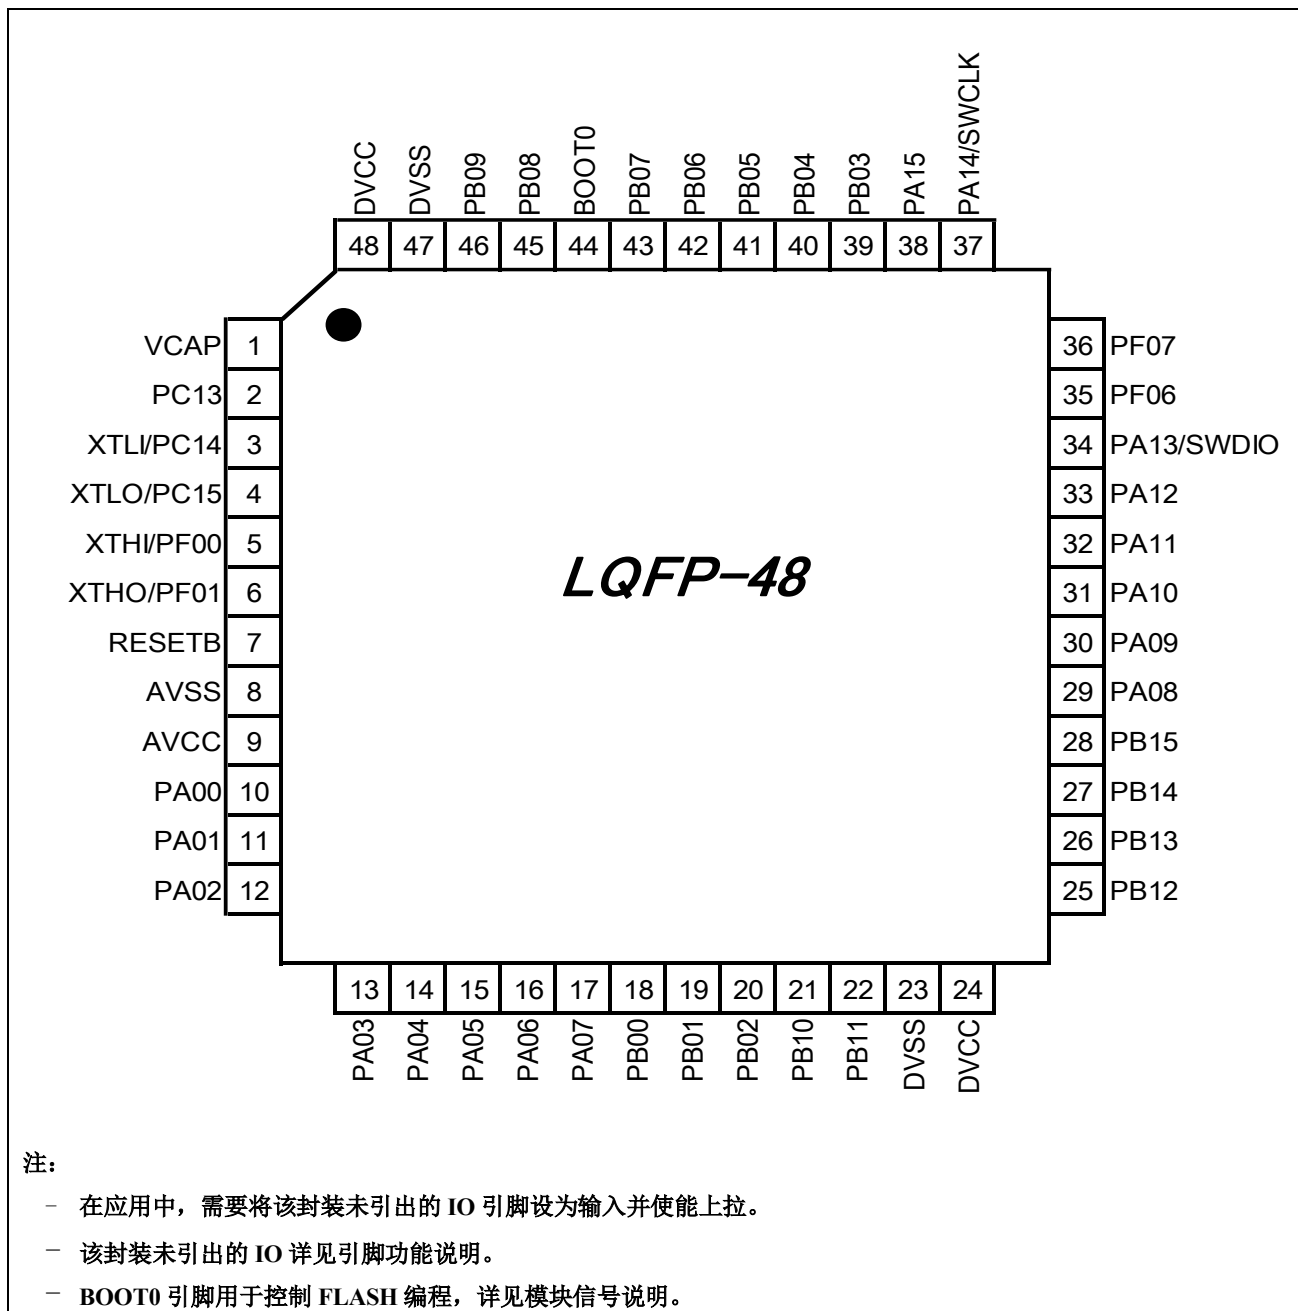 DVCC DVSS PB09 PB08 BOOT0 PB07 PB06 PB05 PB04 PB03 PA15 PA14/SWCLK
48 47 46 45 44 43 42 41 40 39 38 37
VCAP 1 36 PF07
PC13 2 35 PF06
XTLI/PC14 3 34 PA13/SWDIO
XTLO/PC15 4 33 PA12
XTHI/PF00 5 32 PA11
XTHO/PF01 6 31 PA10
LQFP-48
RESETB 7 30 PA09
AVSS 8 29 PA08
AVCC 9 28 PB15
PA00 10 27 PB14
PA01 11 26 PB13
PA02 12 25 PB12
13 14 15 16 17 18 19 20 21 22 23 24
PA03 PA04 PA05 PA06 PA07 PB00 PB01 PB02 PB10 PB11 DVSS DVCC
注：
- 在应用中，需要将该封装未引出的 IO 引脚设为输入并使能上拉。
- 该封装未引出的 IO 详见引脚功能说明。
- BOOT0 引脚用于控制 FLASH 编程，详见模块信号说明。